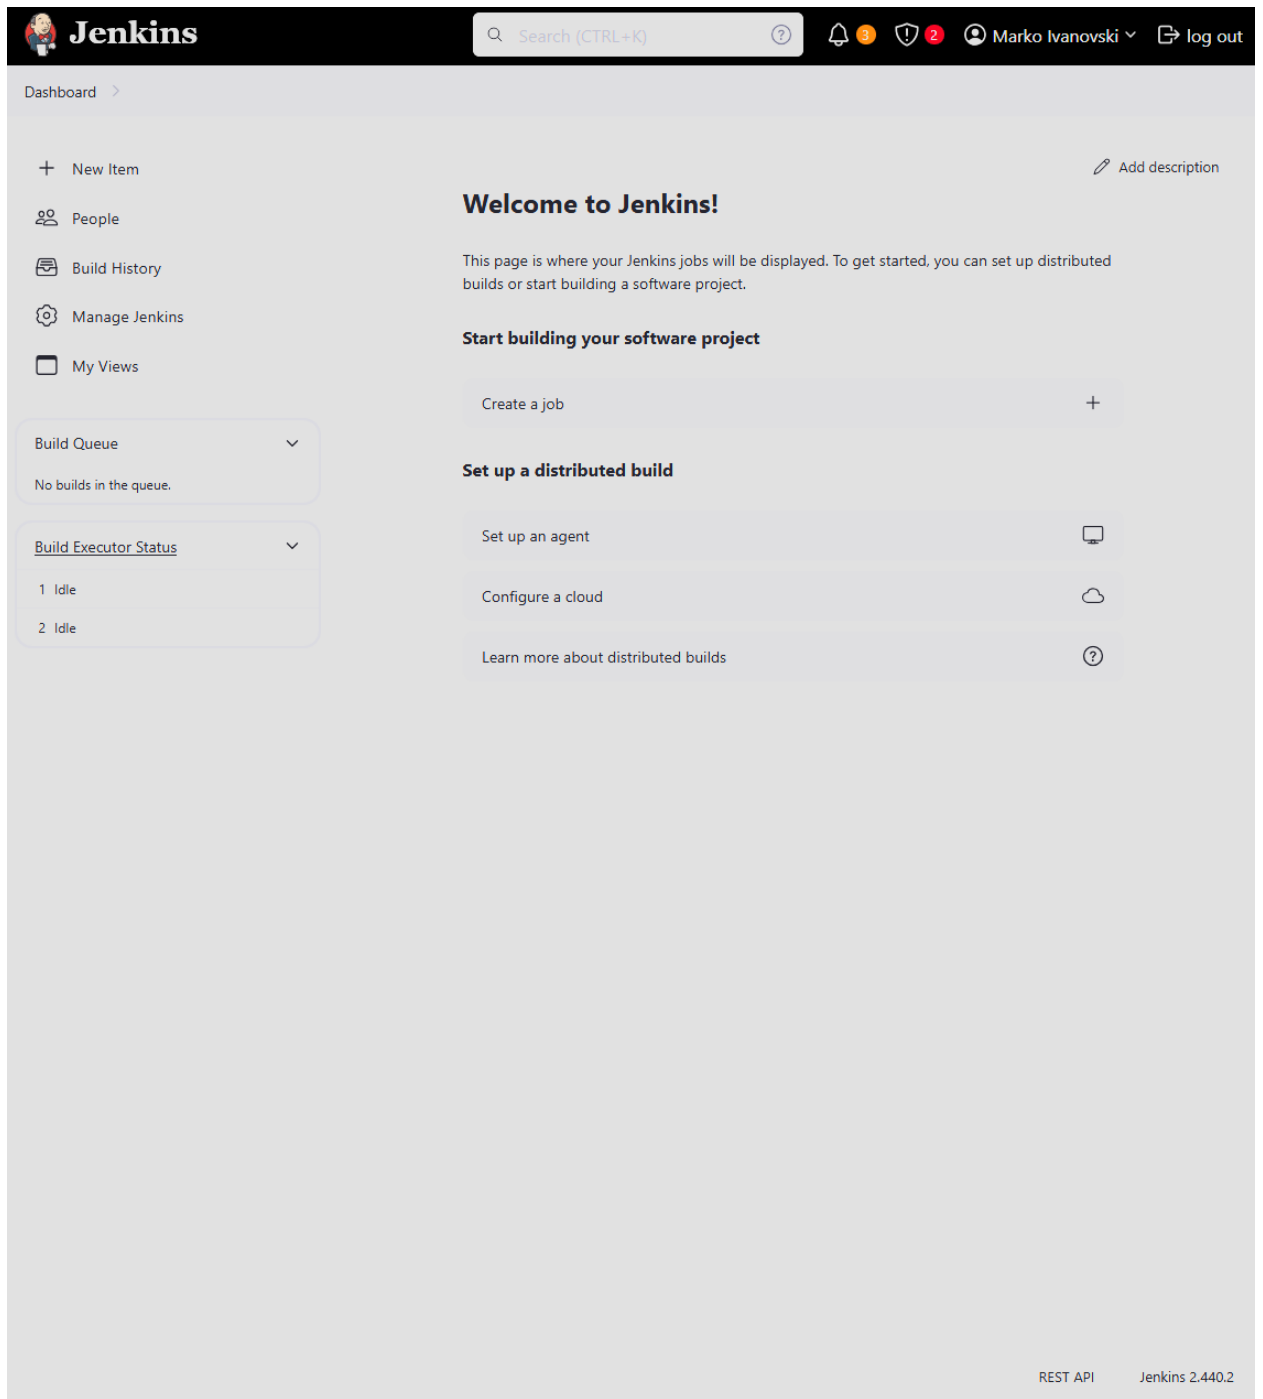 Jenkins
Search (CTRL+K)
3
2
Marko Ivanovski
log out
Dashboard
New Item
People
Build History
Manage Jenkins
My Views
Build Queue
No builds in the queue.
Build Executor Status
1 Idle
2 Idle
Add description
Welcome to Jenkins!
This page is where your Jenkins jobs will be displayed. To get started, you can set up distributed
builds or start building a software project.
Start building your software project
Create a job
Set up a distributed build
Set up an agent
Configure a cloud
Learn more about distributed builds
REST API
Jenkins 2.440.2